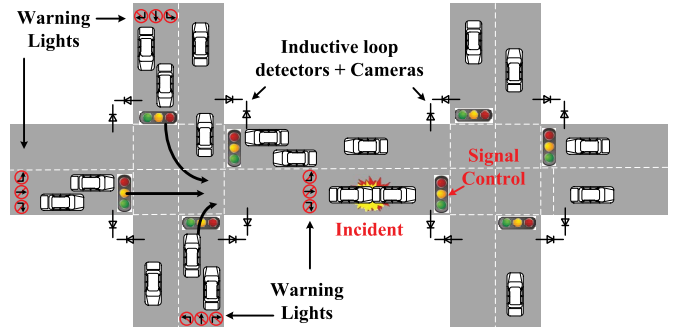 Warning
Lights
Inductive loop
detectors + Cameras
Signal
Control
Incident
Warning
Lights